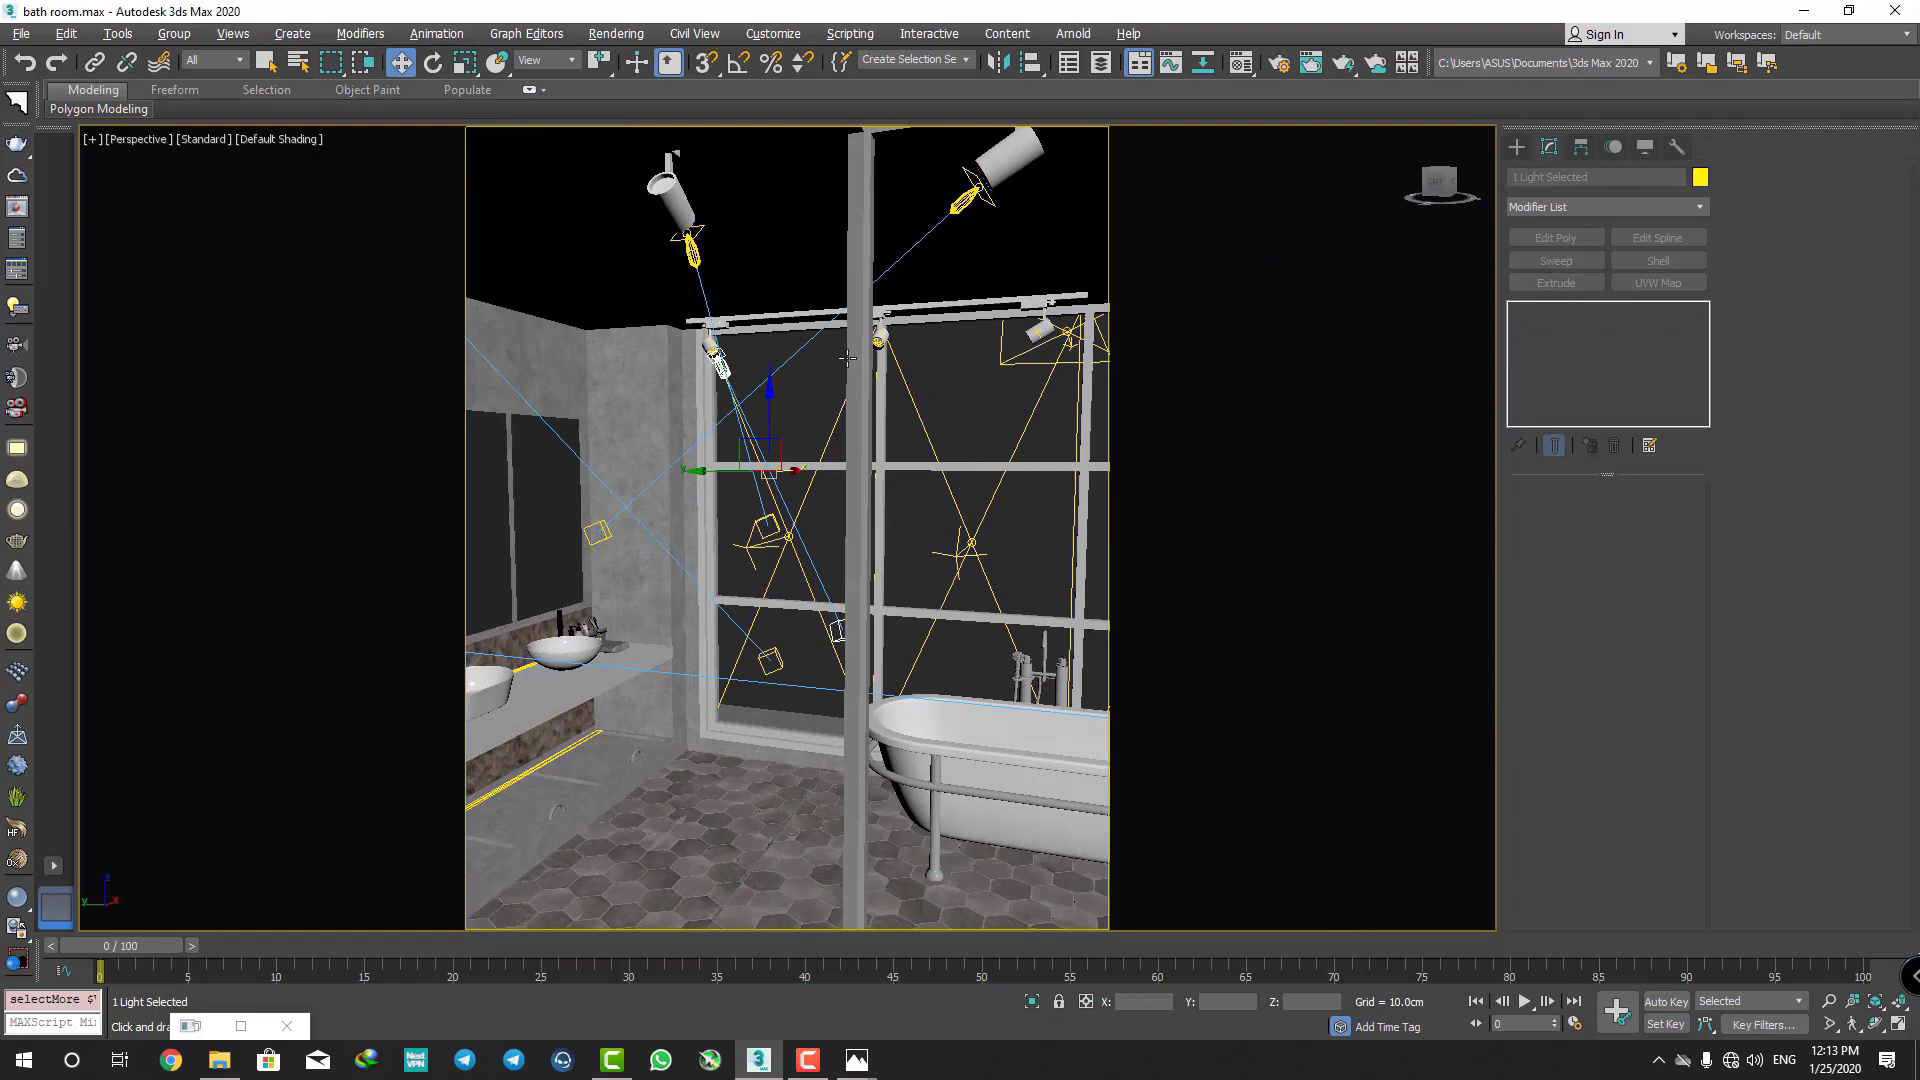 bath room.max - Autodesk 3ds Max 2020
File Edit Tools Group Views Create Modifiers Animation Graph Editors Rendering Civil View Customize Scripting Interactive Content Arnold Help
Sign In
Workspaces: Default
All
View
Create Selection Se
C:\Users\ASUS\Documents\3ds Max 2020
Modeling Freeform Selection Object Paint Populate
Polygon Modeling
[+] [Perspective] [Standard] [Default Shading]
1 Light Selected
Modifier List
Edit Poly Edit Spline
Sweep Shell
Extrude UVW Map
HF
0 / 100
0 5 10 15 20 25 30 35 40 45 50 55 60 65 70 75 80 85 90 95 100
selectMore $
MAXScript Mi
1 Light Selected
Click and dra
X: Y: Z: Grid = 10.0cm
Add Time Tag
0
Auto Key Selected
Set Key Key Filters...
Next
VPN
3
MAX
ENG
12:13 PM
1/25/2020